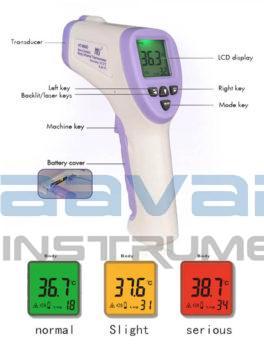 Transducer
LCD display
36.3
Left key
Backlit/laser keys
Right key
Mode key
Machine key
Battery cover
aavai
INSTRUME
Body
36.7 °C
18
normal
Body
37.6 °C
31
Slight
Body
38.7 °C
34
serious